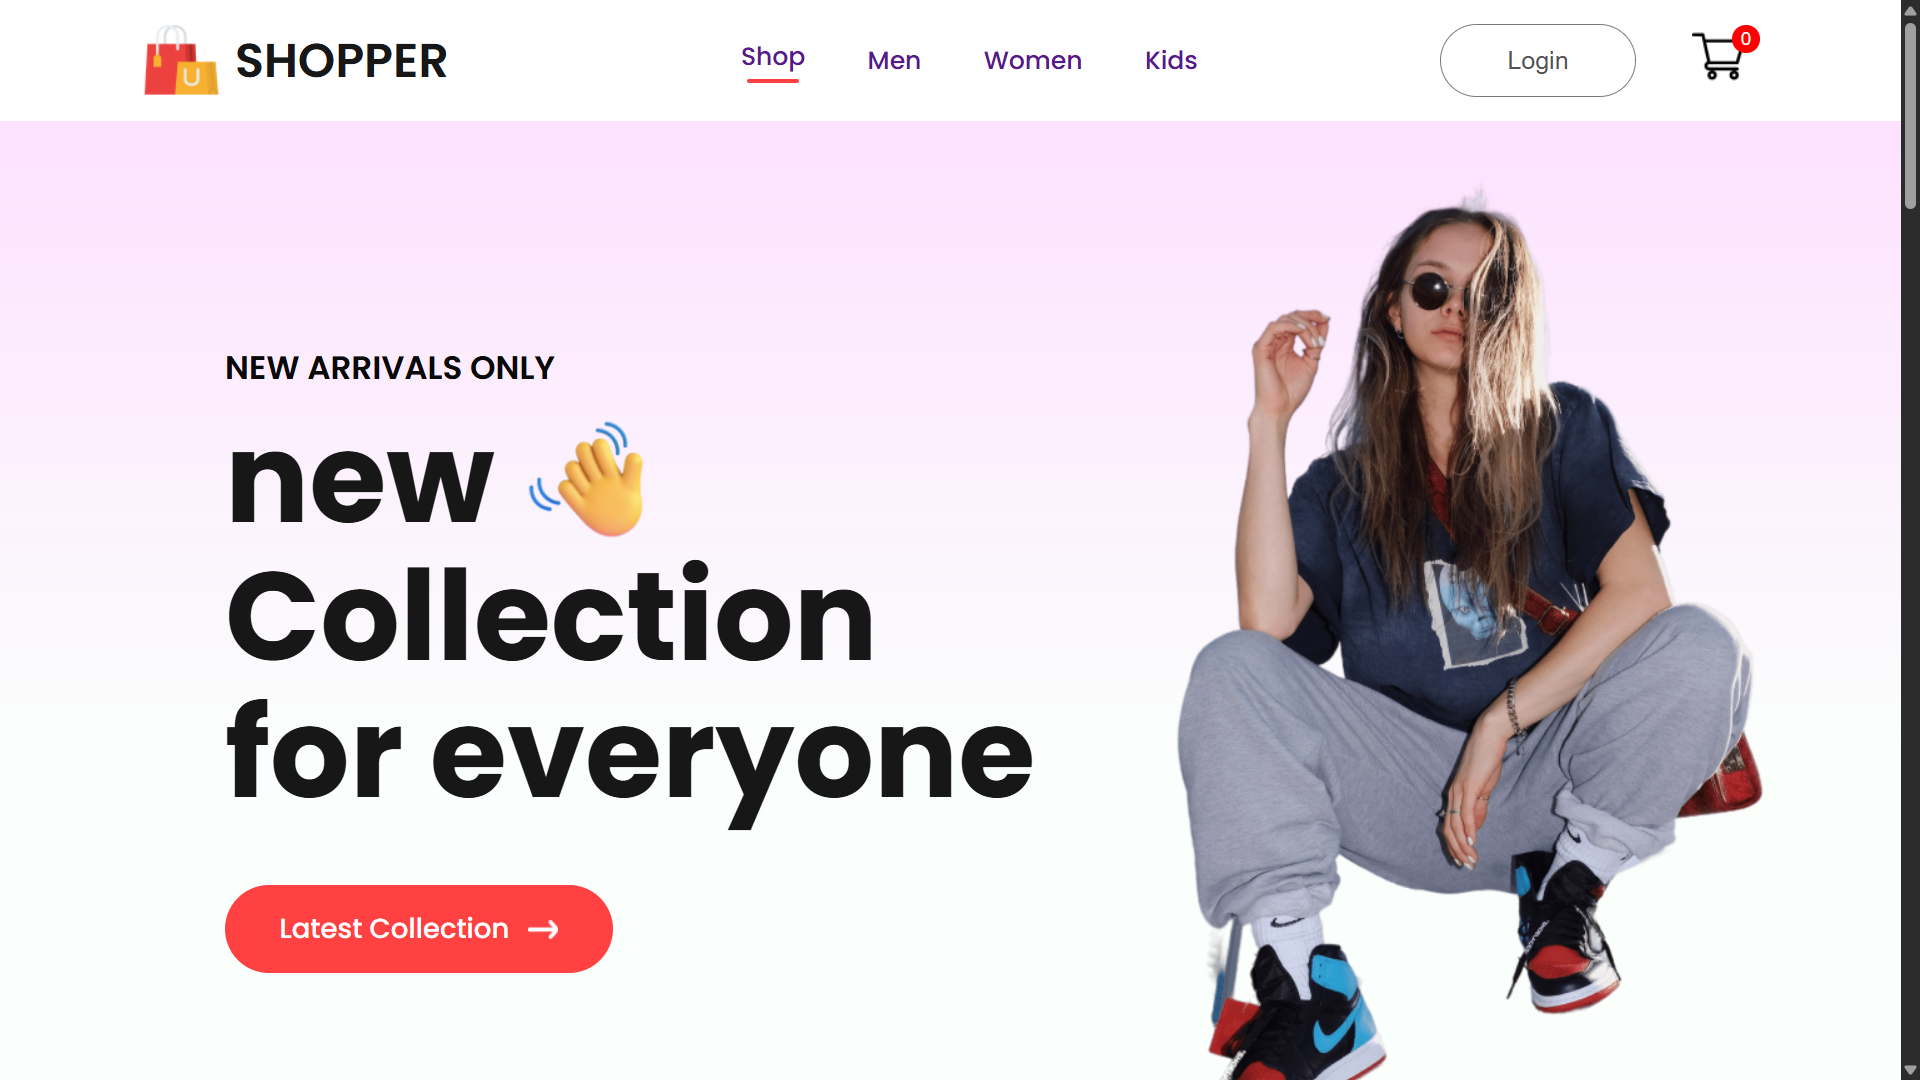 SHOPPER
Shop Men Women Kids
Login
0
NEW ARRIVALS ONLY
new 👋
Collection
for everyone
Latest Collection →